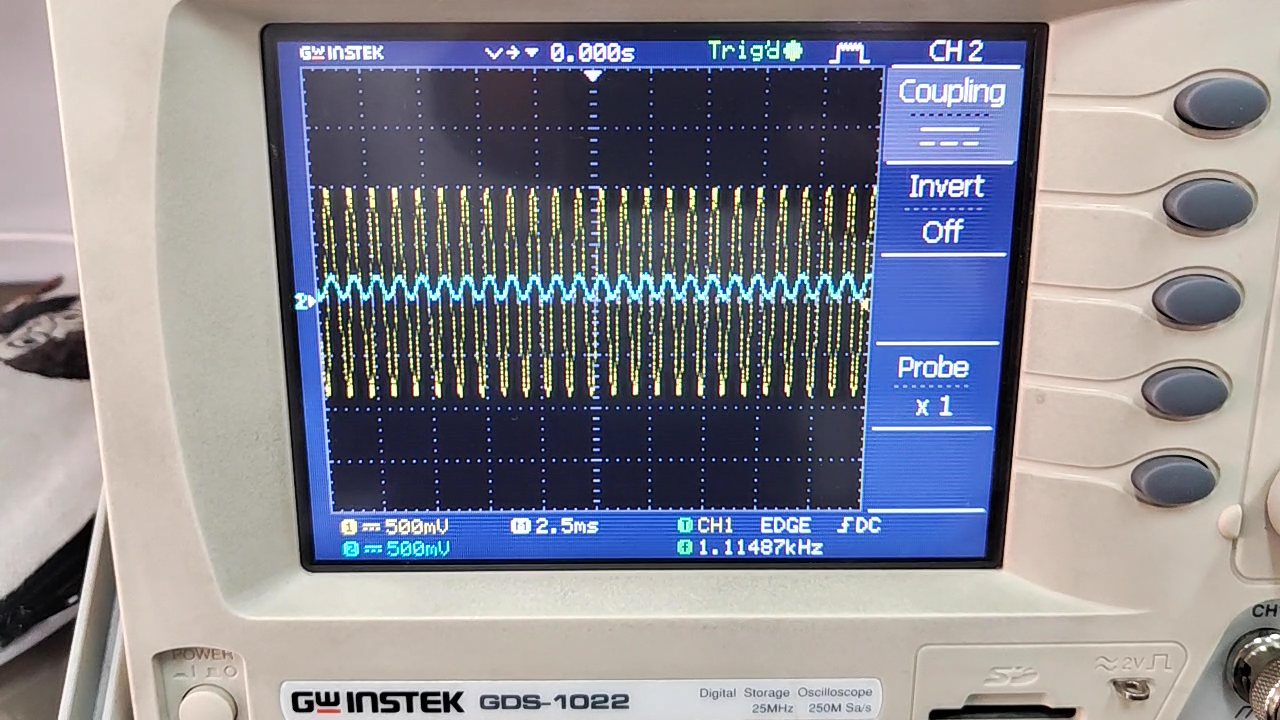 GW INSTEK 0.000s Trig'd CH 2
Coupling
Invert
Off
Probe
x 1
1 500mV M 2.5ms T CH1 EDGE DC
2 500mV f 1.11487kHz
2
POWER
GW INSTEK GDS-1022 Digital Storage Oscilloscope
25MHz 250M Sa/s
SD
≈2V
CH